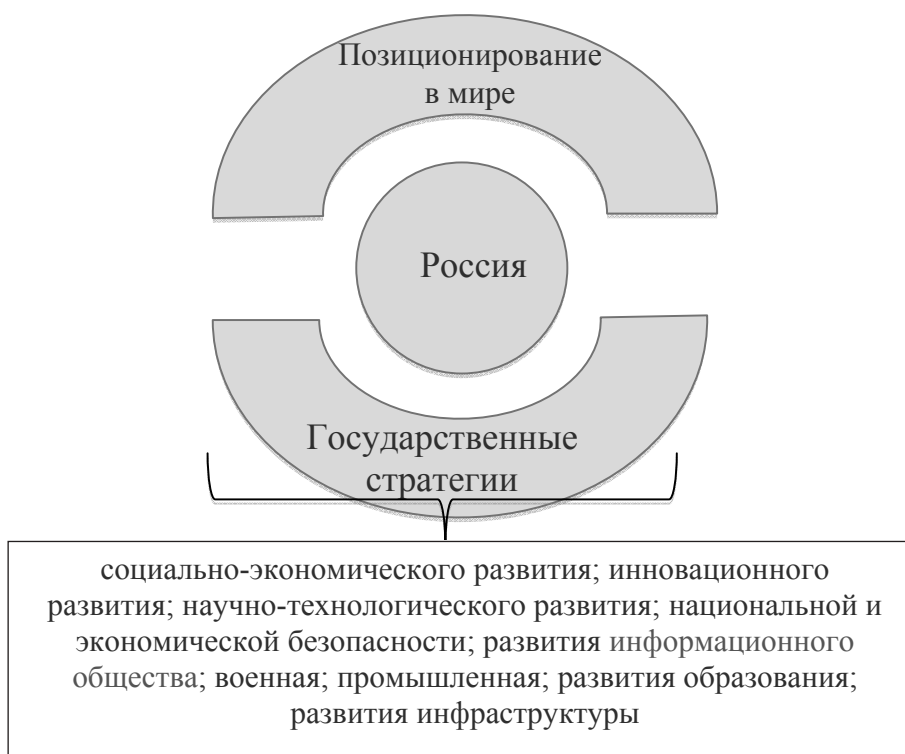 Позиционирование
в мире
Россия
Государственные
стратегии
социально-экономического развития; инновационного
развития; научно-технологического развития; национальной и
экономической безопасности; развития информационного
общества; военная; промышленная; развития образования;
развития инфраструктуры